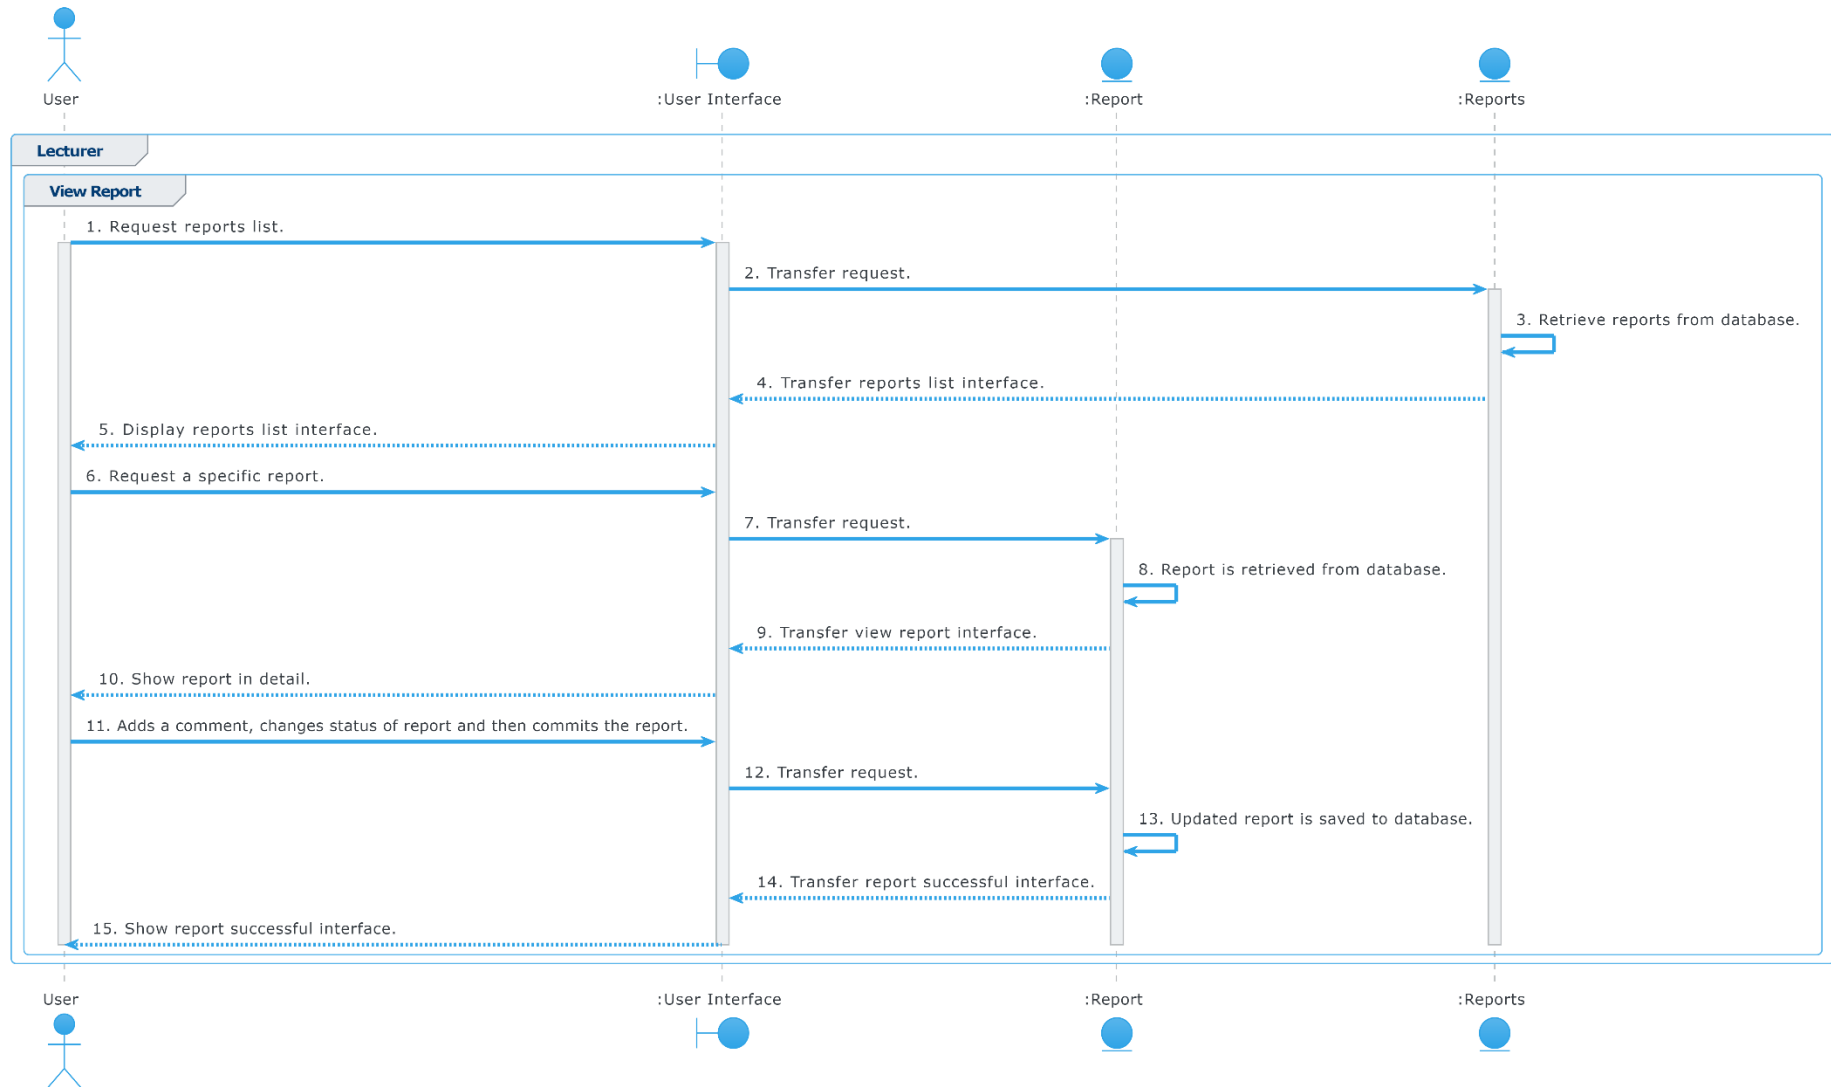 User
:User Interface
:Report
:Reports
Lecturer
View Report
1. Request reports list.
2. Transfer request.
3. Retrieve reports from database.
4. Transfer reports list interface.
5. Display reports list interface.
6. Request a specific report.
7. Transfer request.
8. Report is retrieved from database.
9. Transfer view report interface.
10. Show report in detail.
11. Adds a comment, changes status of report and then commits the report.
12. Transfer request.
13. Updated report is saved to database.
14. Transfer report successful interface.
15. Show report successful interface.
User
:User Interface
:Report
:Reports